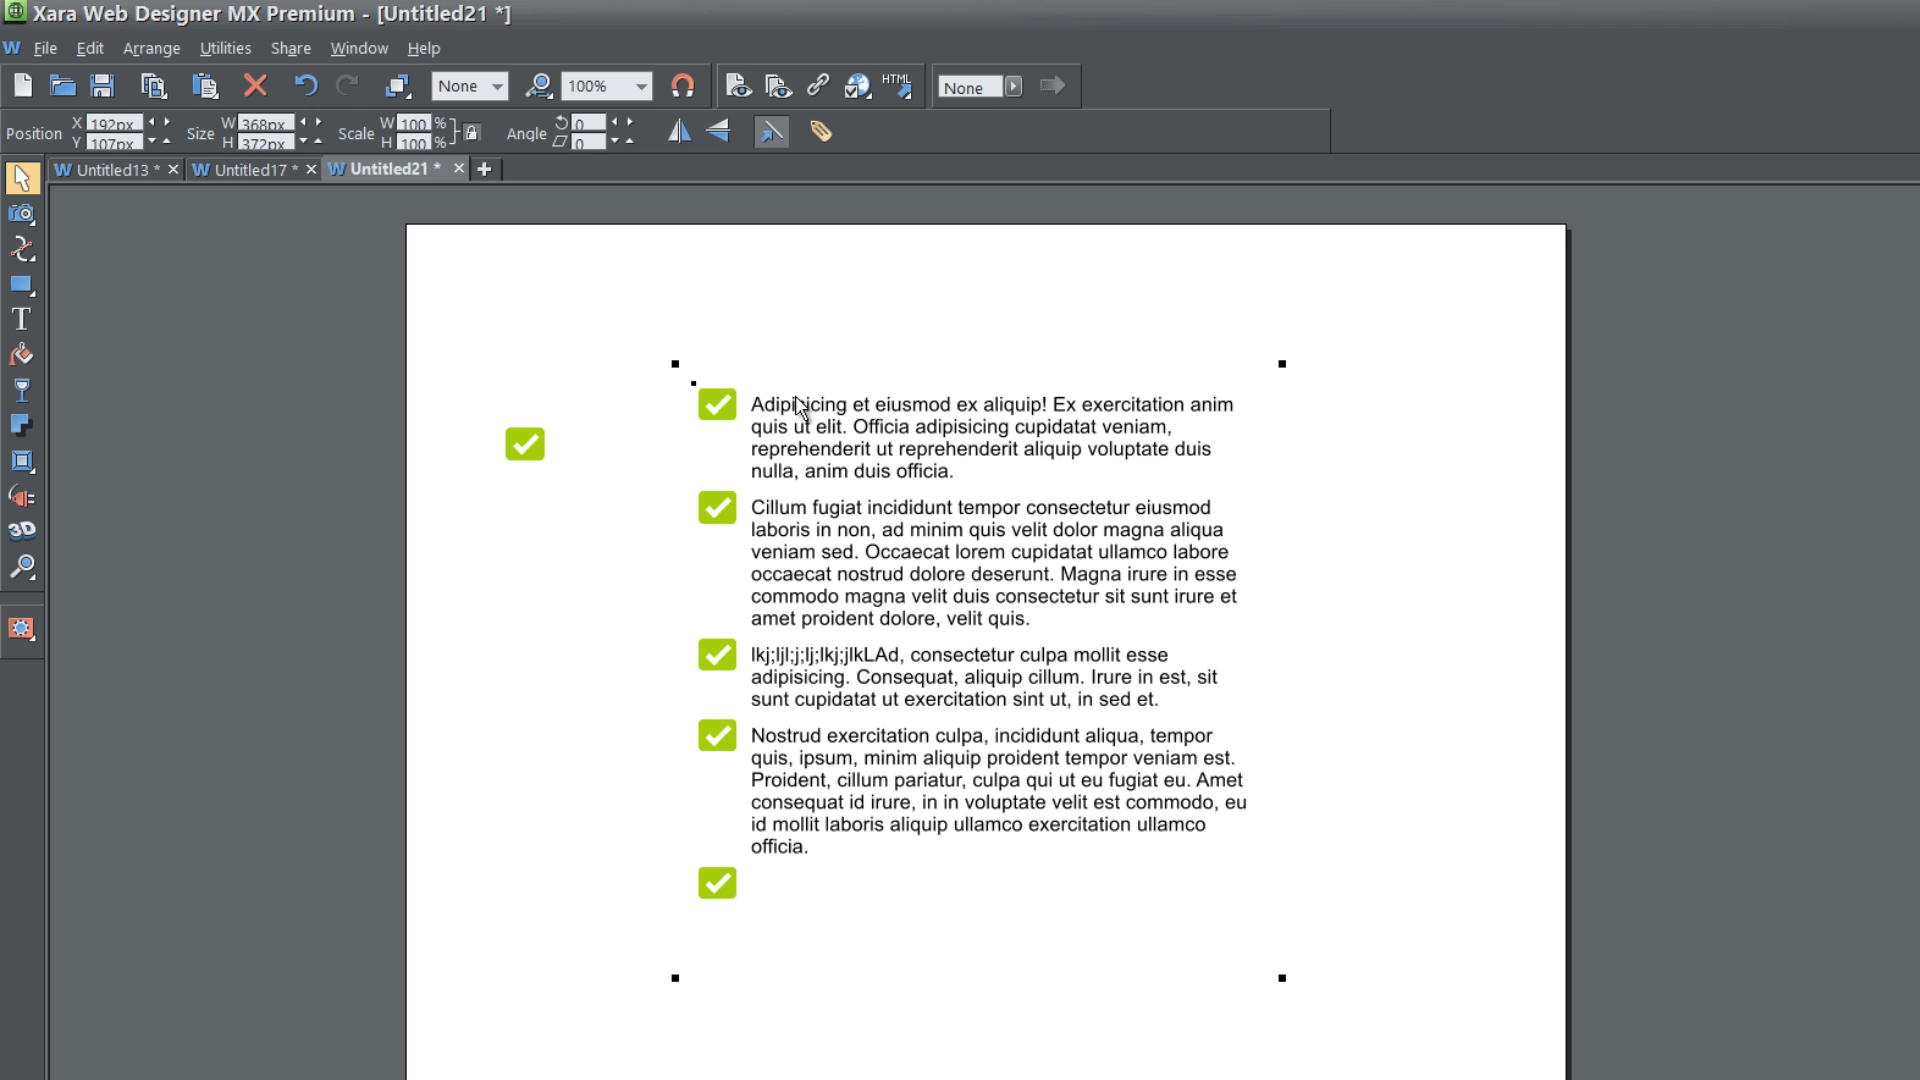 Xara Web Designer MX Premium - [Untitled21 *]
File Edit Arrange Utilities Share Window Help
None 100% HTML None
Position X 192px Size W 368px Scale W 100 % Angle 0
Y 107px H 372px H 100 % 0
Untitled13 * Untitled17 * Untitled21 *
T
3D
Adipisicing et eiusmod ex aliquip! Ex exercitation anim
quis ut elit. Officia adipisicing cupidatat veniam,
reprehenderit ut reprehenderit aliquip voluptate duis
nulla, anim duis officia.
Cillum fugiat incididunt tempor consectetur eiusmod
laboris in non, ad minim quis velit dolor magna aliqua
veniam sed. Occaecat lorem cupidatat ullamco labore
occaecat nostrud dolore deserunt. Magna irure in esse
commodo magna velit duis consectetur sit sunt irure et
amet proident dolore, velit quis.
lkj;ljl;j;lj;lkj;jlkLAd, consectetur culpa mollit esse
adipisicing. Consequat, aliquip cillum. Irure in est, sit
sunt cupidatat ut exercitation sint ut, in sed et.
Nostrud exercitation culpa, incididunt aliqua, tempor
quis, ipsum, minim aliquip proident tempor veniam est.
Proident, cillum pariatur, culpa qui ut eu fugiat eu. Amet
consequat id irure, in in voluptate velit est commodo, eu
id mollit laboris aliquip ullamco exercitation ullamco
officia.